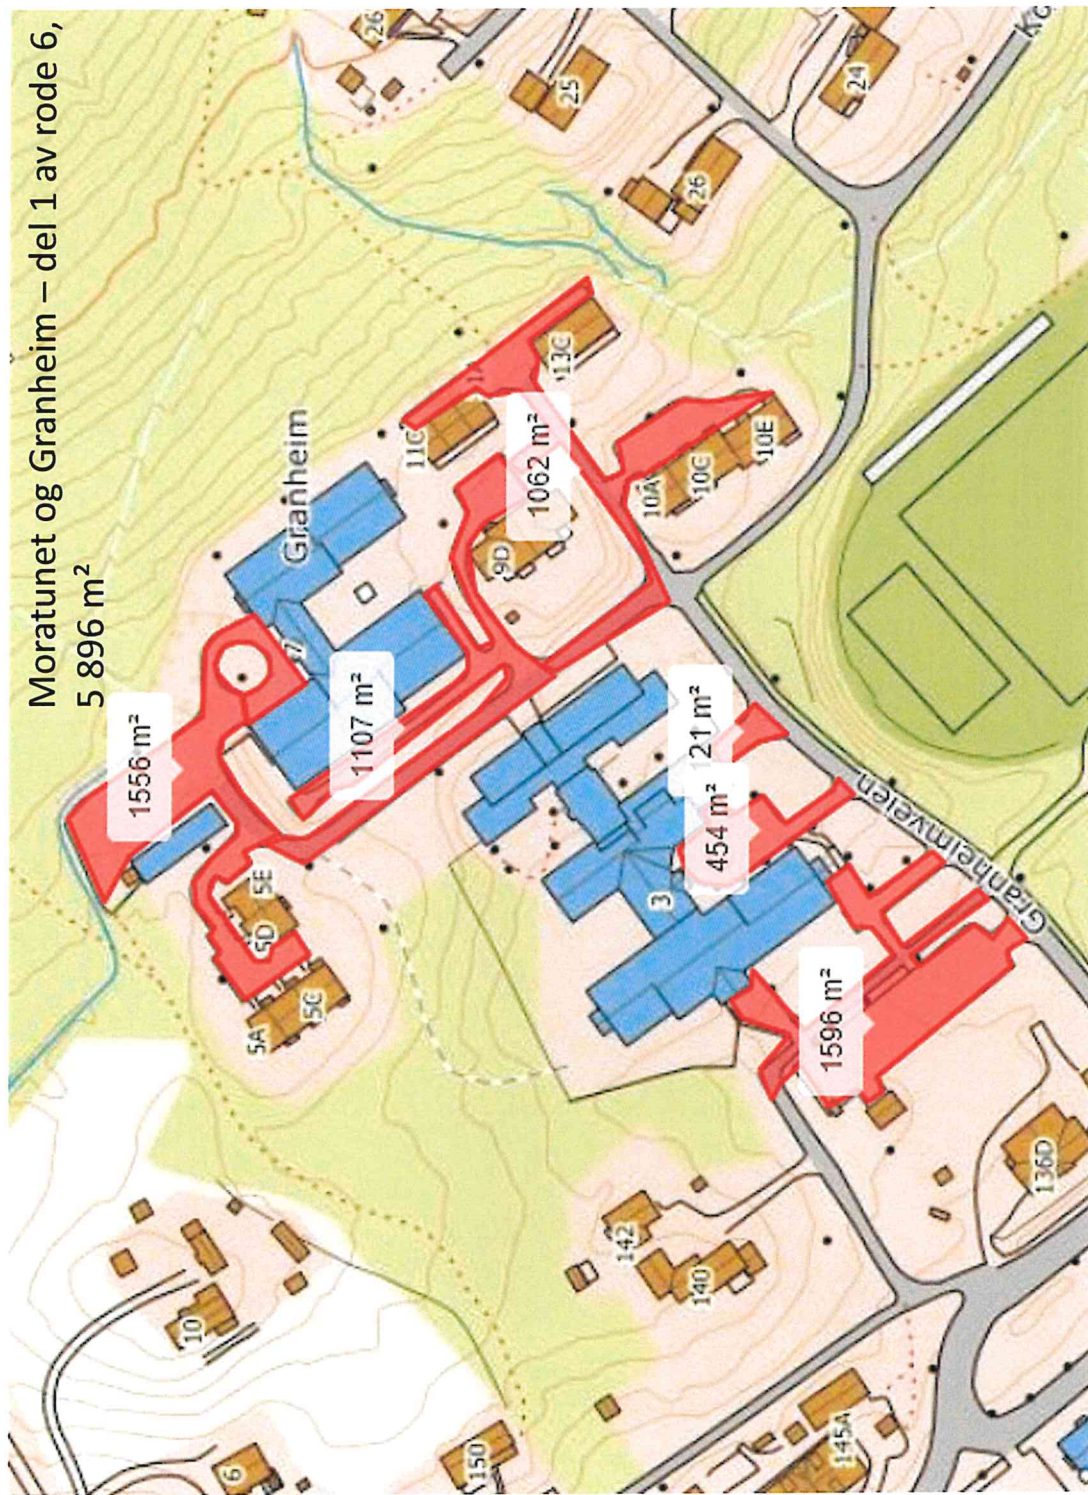 Moratunet og Granheim – del 1 av rode 6,
5 896 m²
26
25
24
26
13C
11C
Granheim
1062 m²
10A
10C
10E
9D
7
1107 m²
1556 m²
5E
5D
5C
5A
121 m²
454 m²
3
Granheimveien
1596 m²
136D
142
140
10
6
150
145A